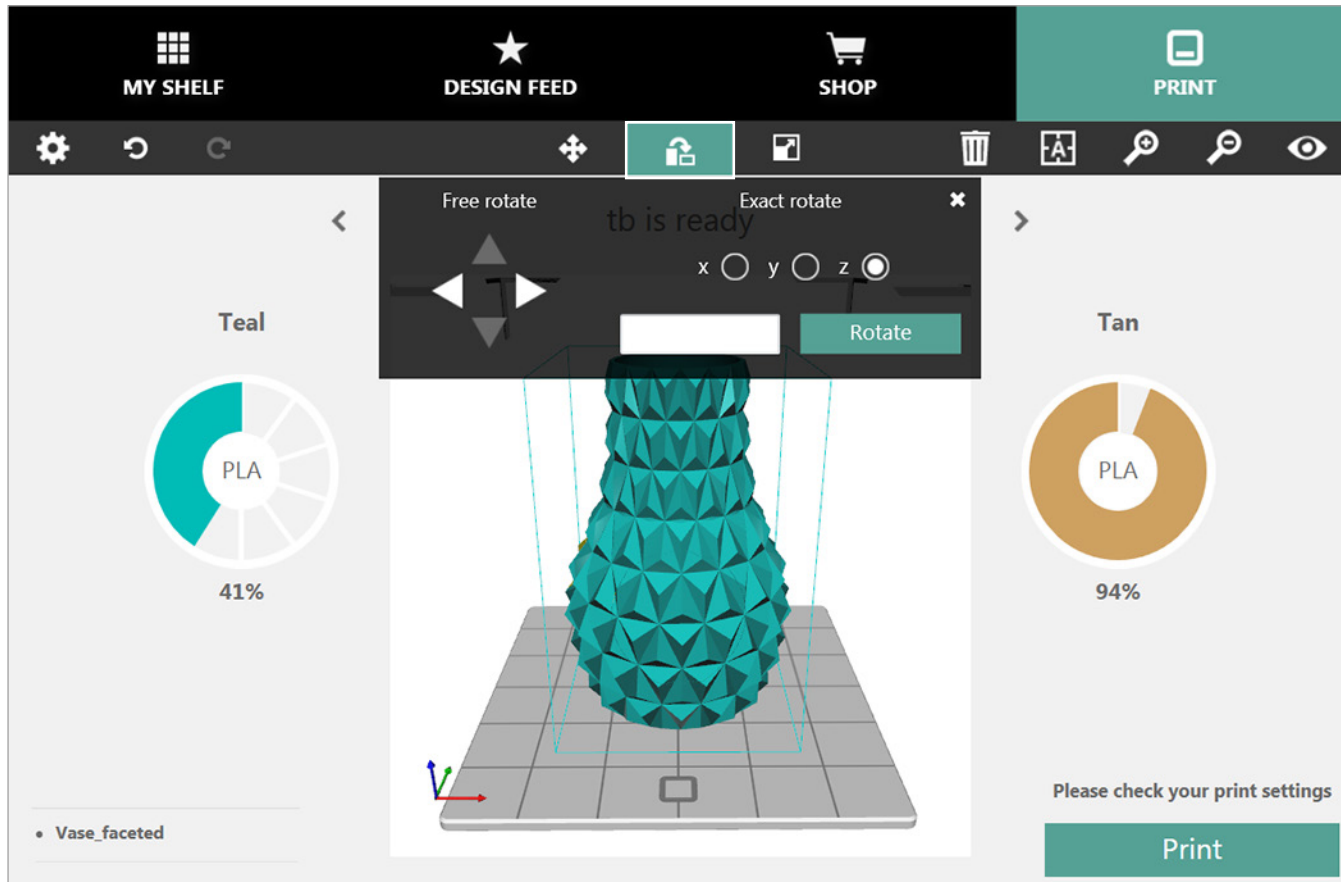 MY SHELF
DESIGN FEED
SHOP
PRINT
A
Free rotate
Exact rotate
tb is ready
x
y
z
Rotate
Teal
PLA
41%
Tan
PLA
94%
• Vase_faceted
Please check your print settings
Print